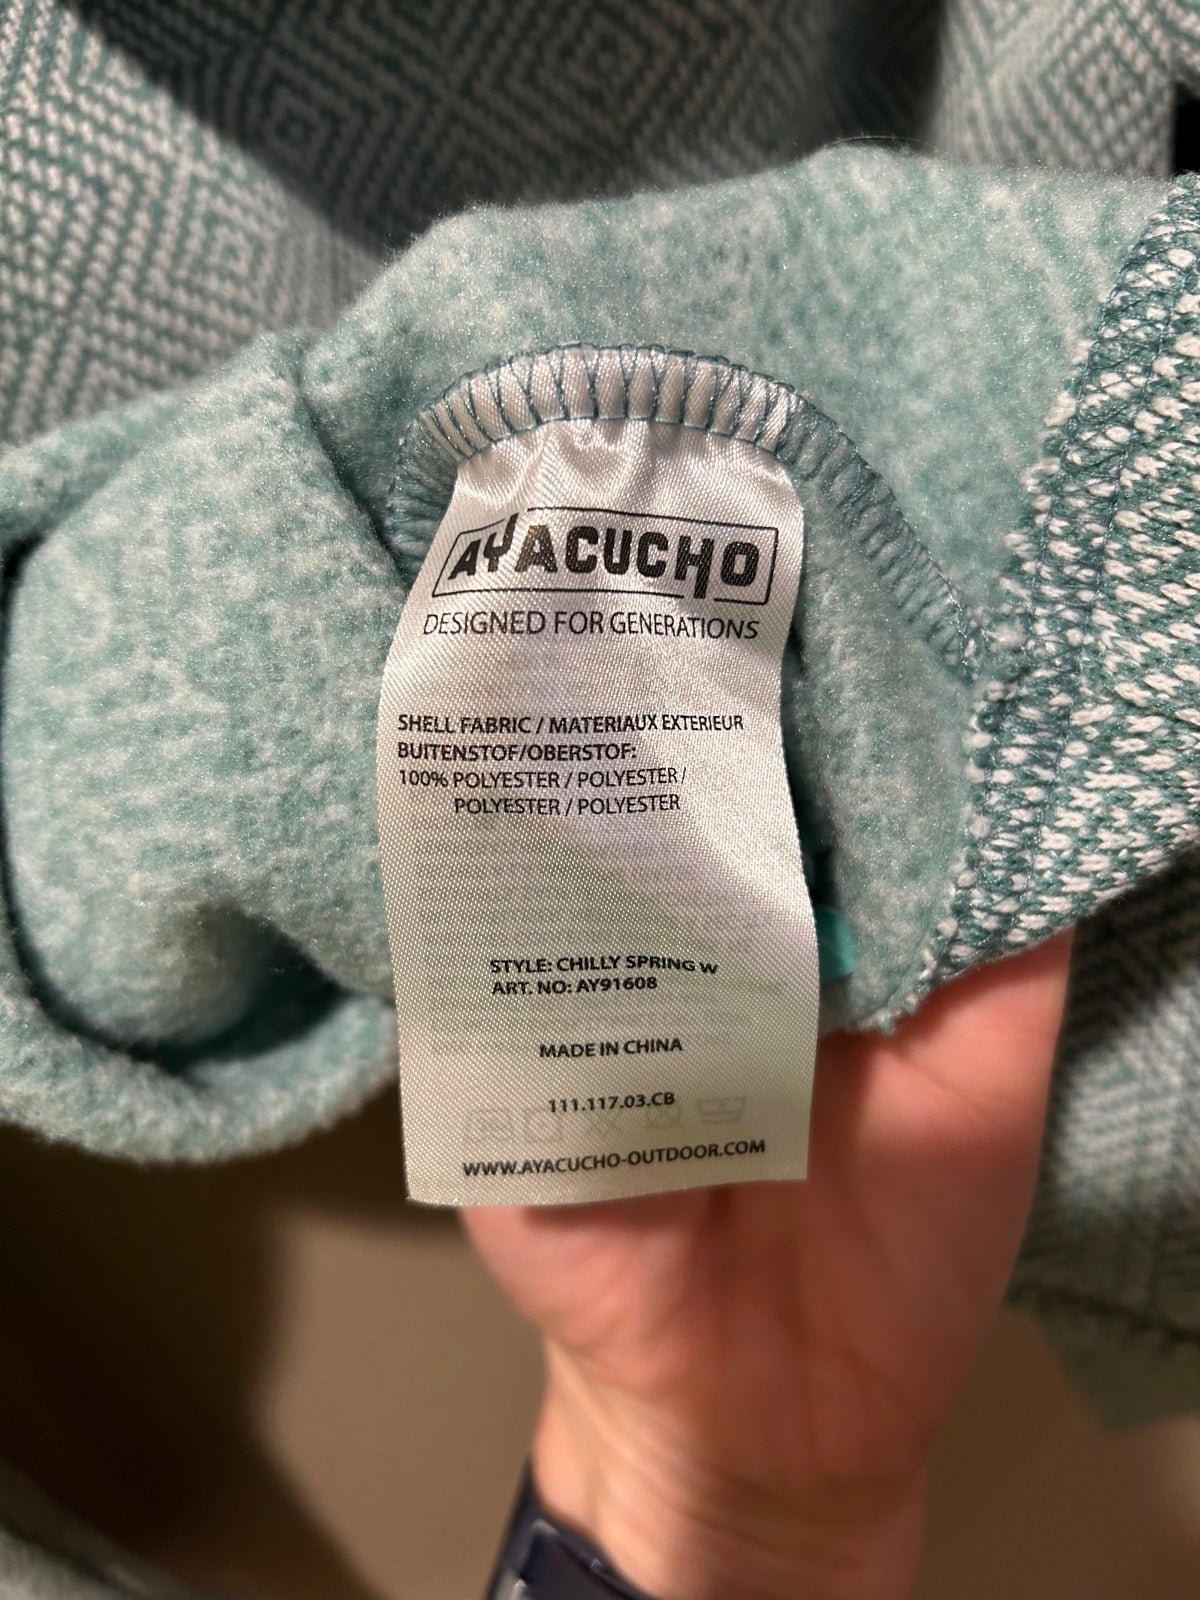 AYACUCHO
DESIGNED FOR GENERATIONS
SHELL FABRIC / MATERIAUX EXTERIEUR
BUITENSTOF/OBERSTOF:
100% POLYESTER / POLYESTER /
POLYESTER / POLYESTER
STYLE: CHILLY SPRING W
ART. NO: AY91608
MADE IN CHINA
111.117.03.CB
WWW.AYACUCHO-OUTDOOR.COM